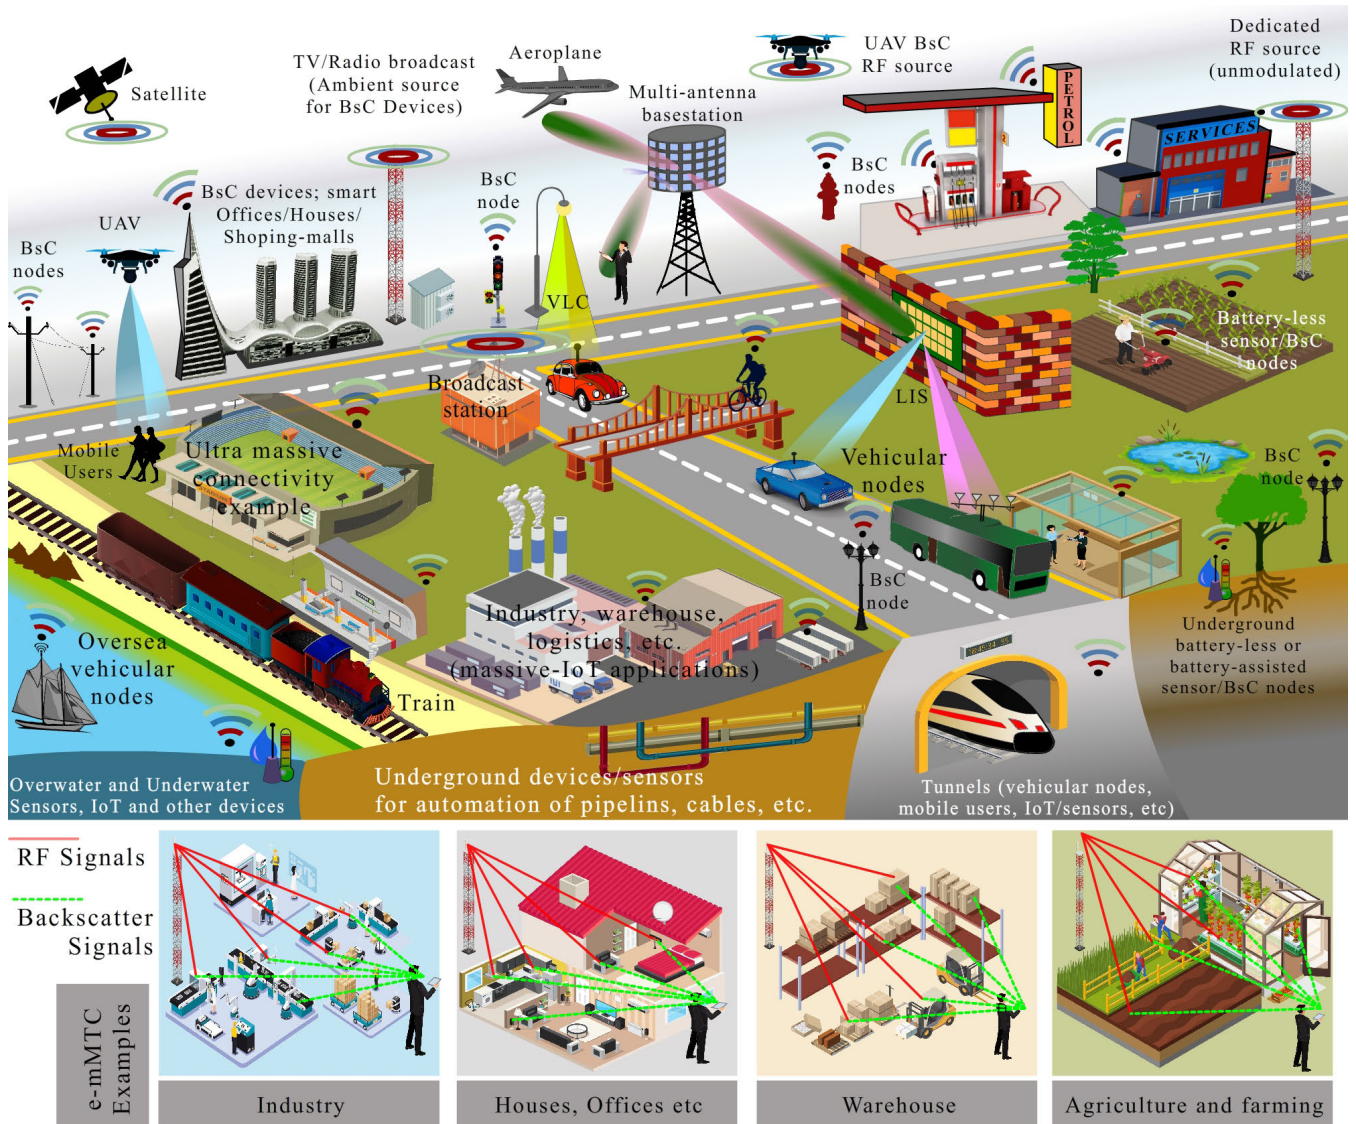 Satellite
TV/Radio broadcast
(Ambient source
for BsC Devices)
Aeroplane
Multi-antenna
basestation
UAV BsC
RF source
Dedicated
RF source
(unmodulated)
PETROL
SERVICES
BsC
nodes
UAV
BsC
nodes
BsC devices; smart
Offices/Houses/
Shoping-malls
BsC
node
VLC
Battery-less
sensor/BsC
nodes
LIS
Broadcast
station
Mobile
Users
Ultra massive
connectivity
example
Vehicular
nodes
BsC
node
BsC
node
Industry, warehouse,
logistics, etc.
(massive-IoT applications)
Oversea
vehicular
nodes
Train
Underground
battery-less or
battery-assisted
sensor/BsC nodes
Overwater and Underwater
Sensors, IoT and other devices
Underground devices/sensors
for automation of pipelins, cables, etc.
Tunnels (vehicular nodes,
mobile users, IoT/sensors, etc)
RF Signals
Backscatter
Signals
e-mMTC
Examples
Industry
Houses, Offices etc
Warehouse
Agriculture and farming